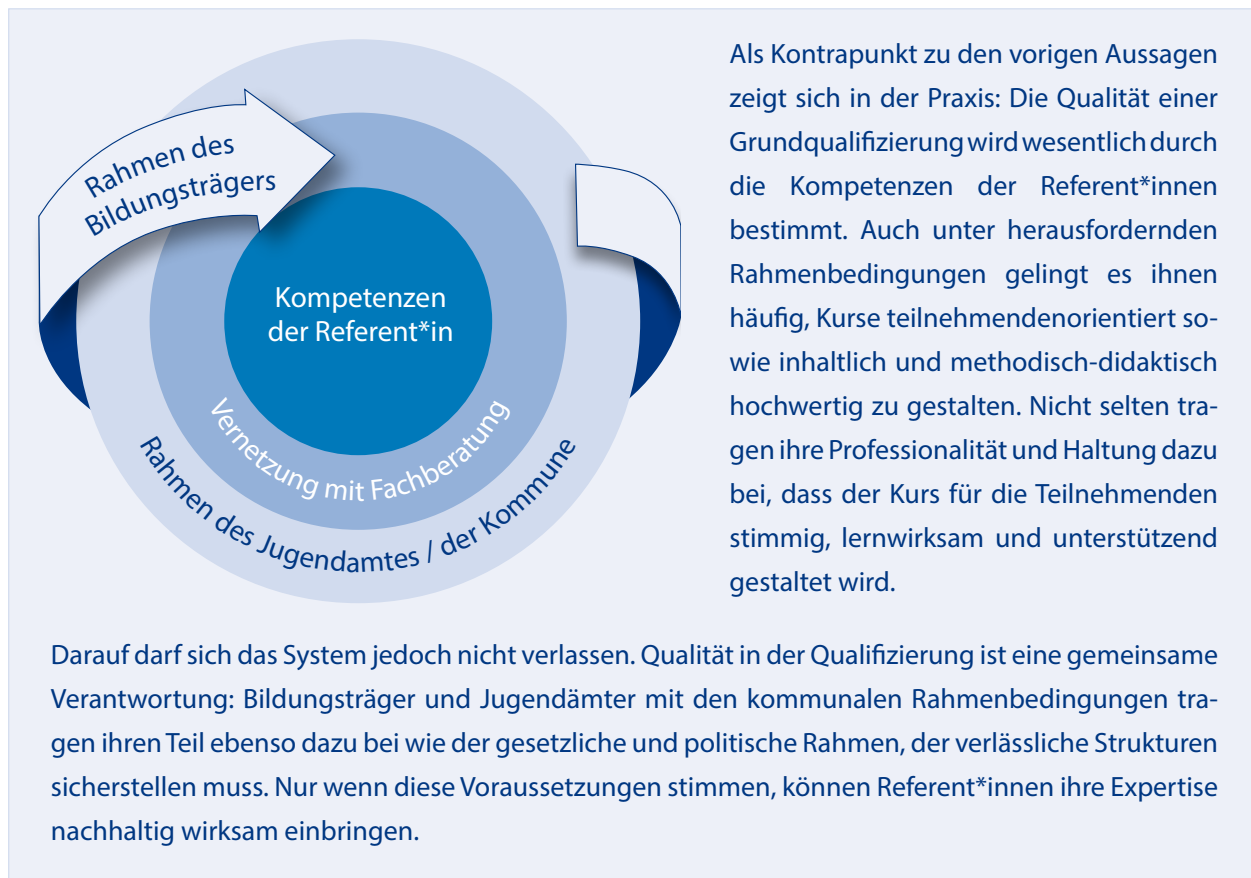 Rahmen des
Bildungsträgers
Kompetenzen
der Referent*in
Vernetzung mit Fachberatung
Rahmen des Jugendamtes / der Kommune
Als Kontrapunkt zu den vorigen Aussagen
zeigt sich in der Praxis: Die Qualität einer
Grundqualifizierung wird wesentlich durch
die Kompetenzen der Referent*innen
bestimmt. Auch unter herausfordernden
Rahmenbedingungen gelingt es ihnen
häufig, Kurse teilnehmendenorientiert so-
wie inhaltlich und methodisch-didaktisch
hochwertig zu gestalten. Nicht selten tra-
gen ihre Professionalität und Haltung dazu
bei, dass der Kurs für die Teilnehmenden
stimmig, lernwirksam und unterstützend
gestaltet wird.
Darauf darf sich das System jedoch nicht verlassen. Qualität in der Qualifizierung ist eine gemeinsame
Verantwortung: Bildungsträger und Jugendämter mit den kommunalen Rahmenbedingungen tra-
gen ihren Teil ebenso dazu bei wie der gesetzliche und politische Rahmen, der verlässliche Strukturen
sicherstellen muss. Nur wenn diese Voraussetzungen stimmen, können Referent*innen ihre Expertise
nachhaltig wirksam einbringen.